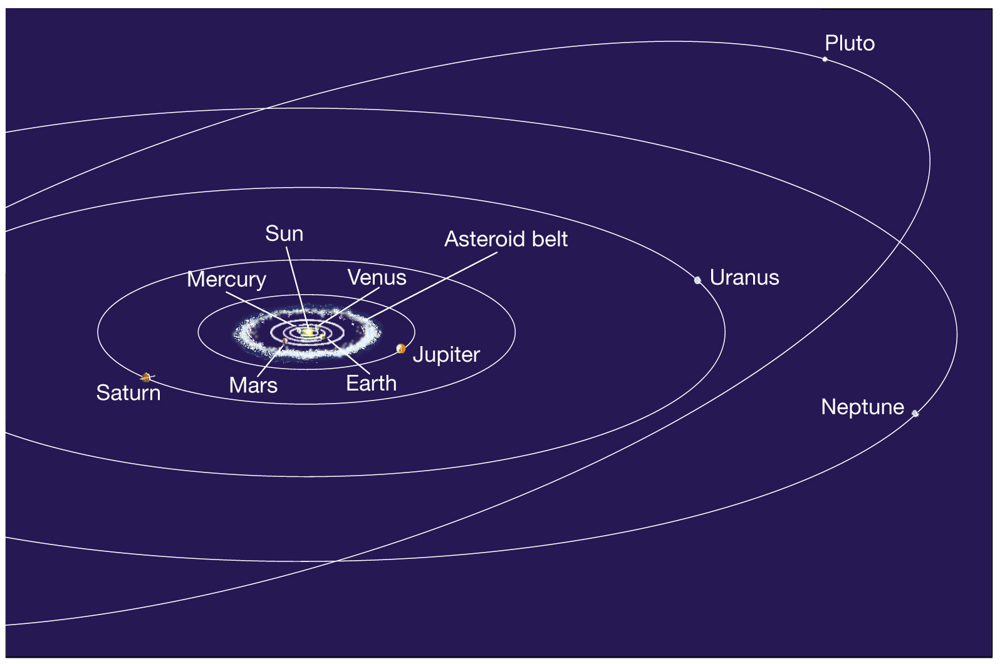 Pluto
Sun
Asteroid belt
Mercury
Venus
Uranus
Jupiter
Mars
Earth
Saturn
Neptune